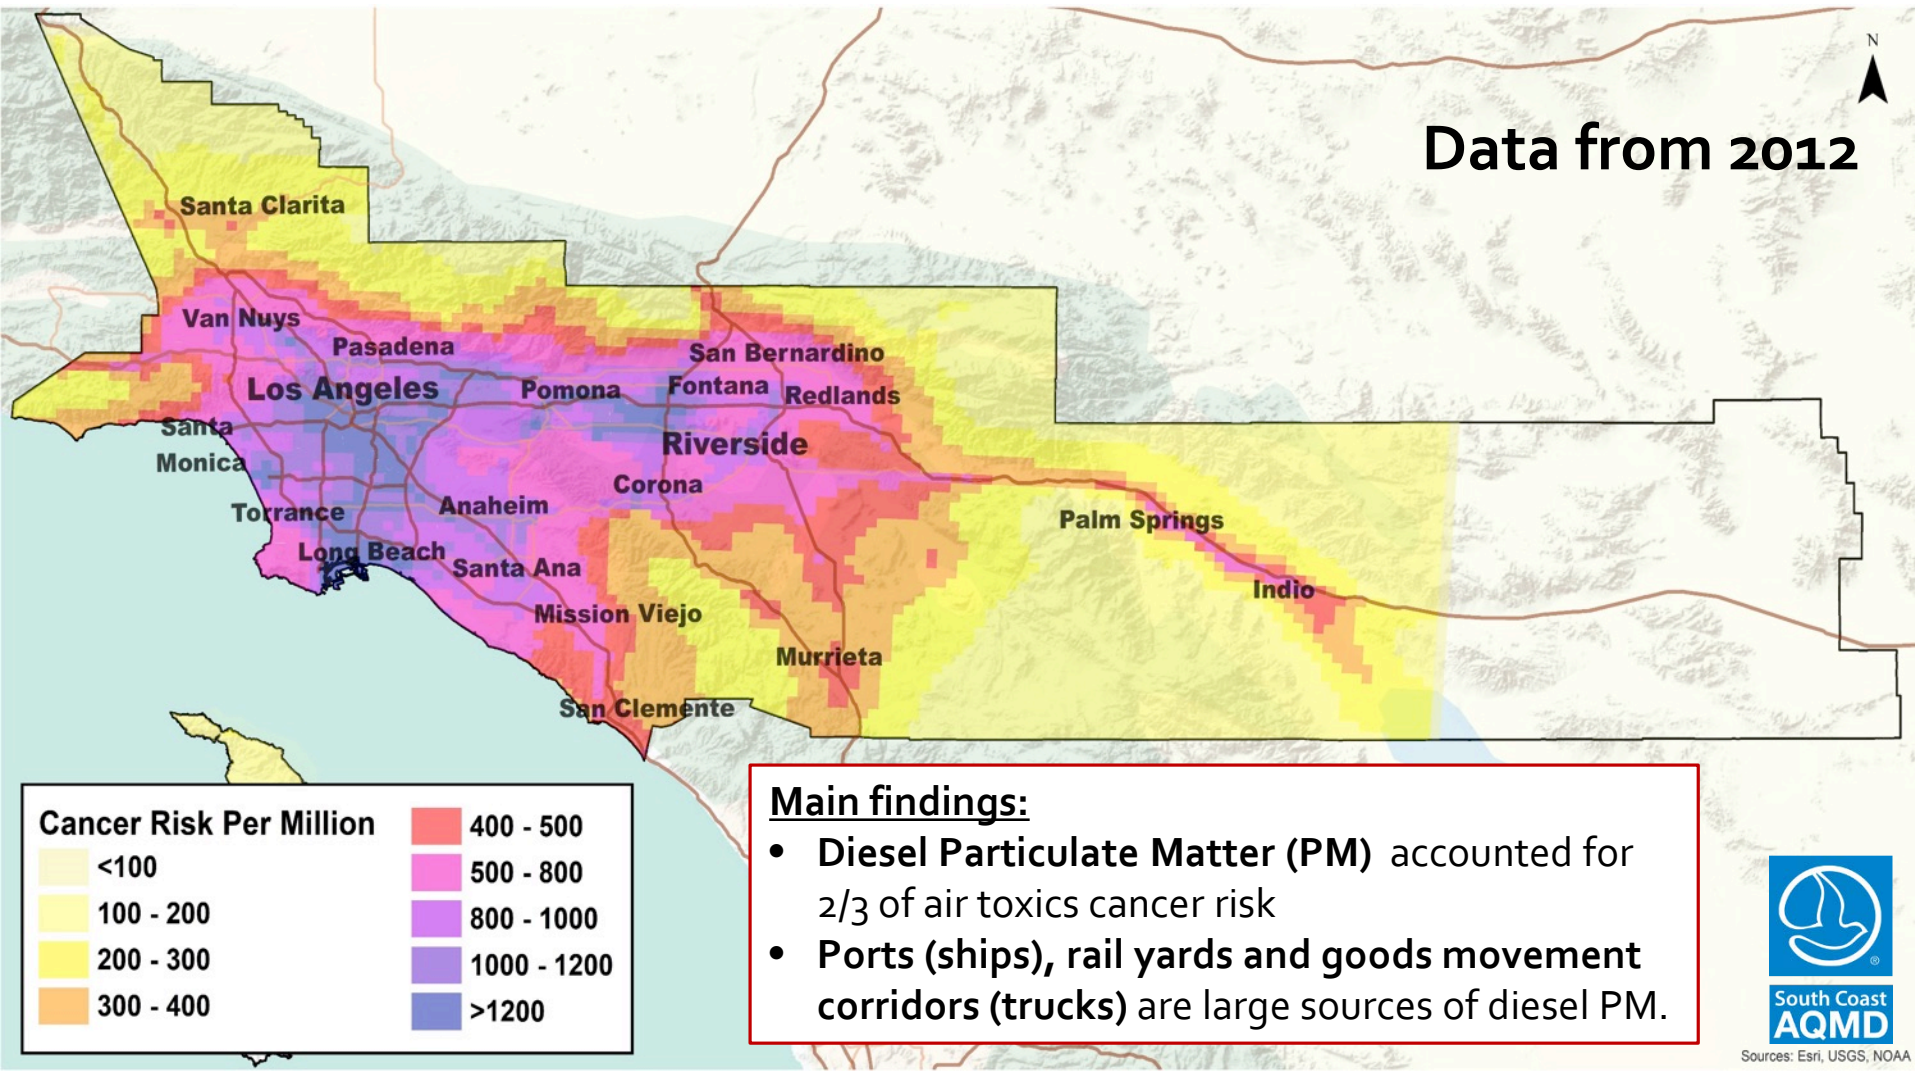 N
Data from 2012
Santa Clarita
Van Nuys
Pasadena
San Bernardino
Los Angeles
Pomona
Fontana
Redlands
Santa
Monica
Riverside
Corona
Torrance
Anaheim
Palm Springs
Long Beach
Santa Ana
Indio
Mission Viejo
Murrieta
San Clemente
Cancer Risk Per Million
<100
100 - 200
200 - 300
300 - 400
400 - 500
500 - 800
800 - 1000
1000 - 1200
>1200
Main findings:
• Diesel Particulate Matter (PM) accounted for
2/3 of air toxics cancer risk
• Ports (ships), rail yards and goods movement
corridors (trucks) are large sources of diesel PM.
®
South Coast
AQMD
Sources: Esri, USGS, NOAA